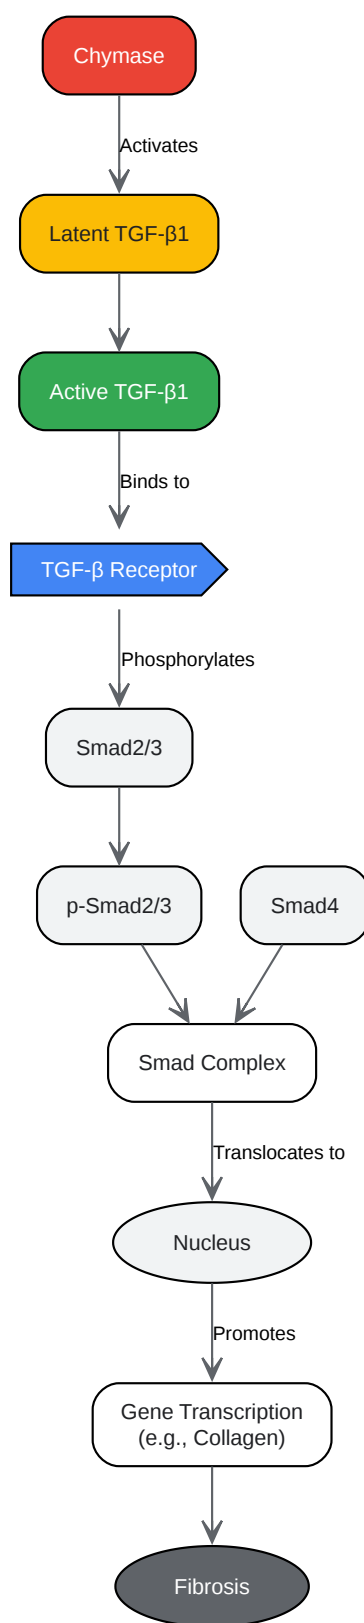 Chymase
Activates
Latent TGF-β1
Active TGF-β1
Binds to
TGF-β Receptor
Phosphorylates
Smad2/3
p-Smad2/3
Smad4
Smad Complex
Translocates to
Nucleus
Promotes
Gene Transcription
(e.g., Collagen)
Fibrosis